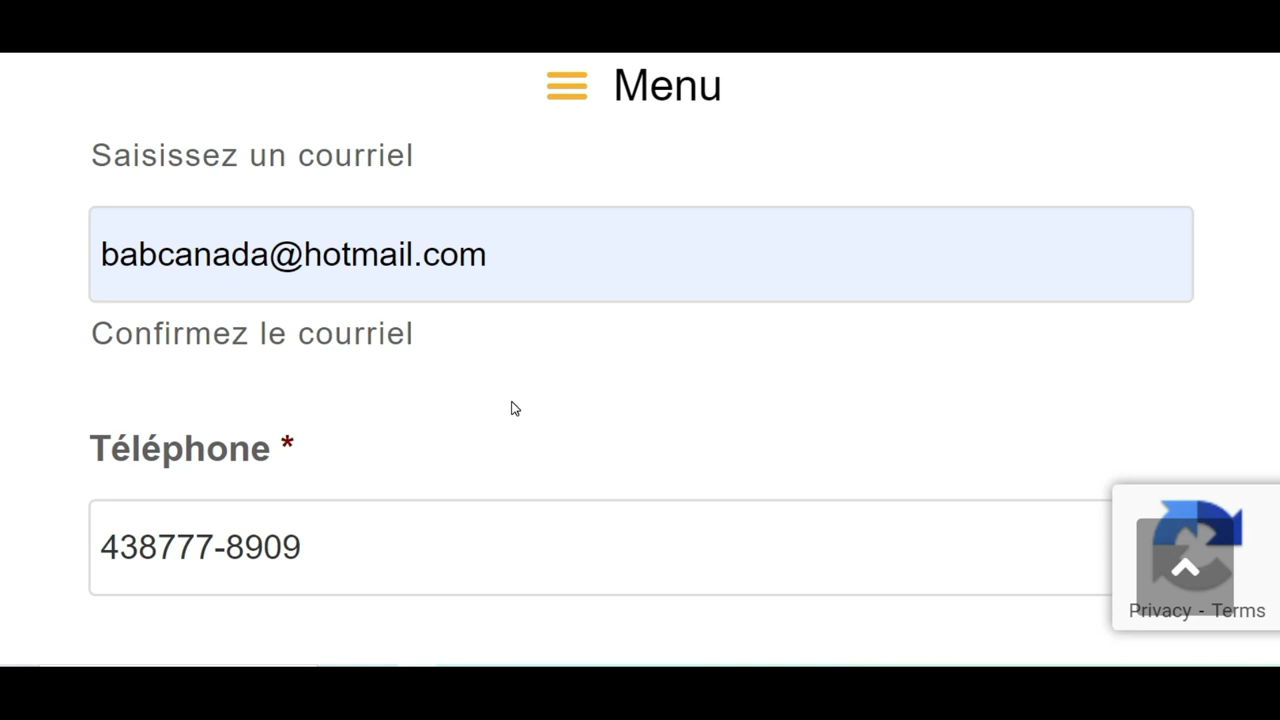 Menu
Saisissez un courriel
babcanada@hotmail.com
Confirmez le courriel
Téléphone *
438777-8909
Privacy - Terms